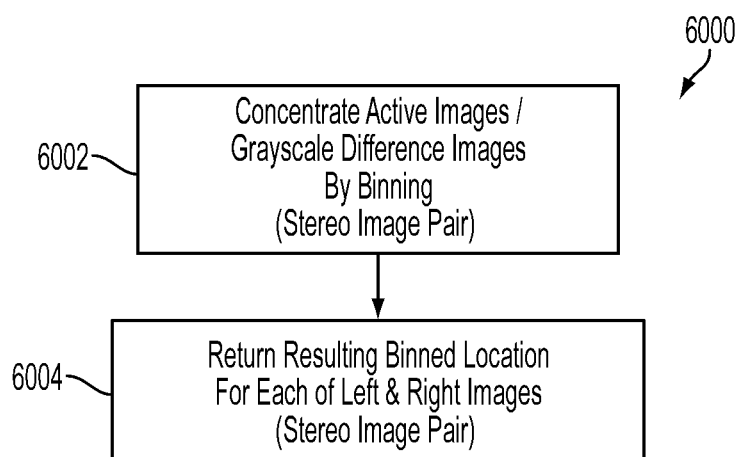 6000
6002
Concentrate Active Images /
Grayscale Difference Images
By Binning
(Stereo Image Pair)
6004
Return Resulting Binned Location
For Each of Left & Right Images
(Stereo Image Pair)